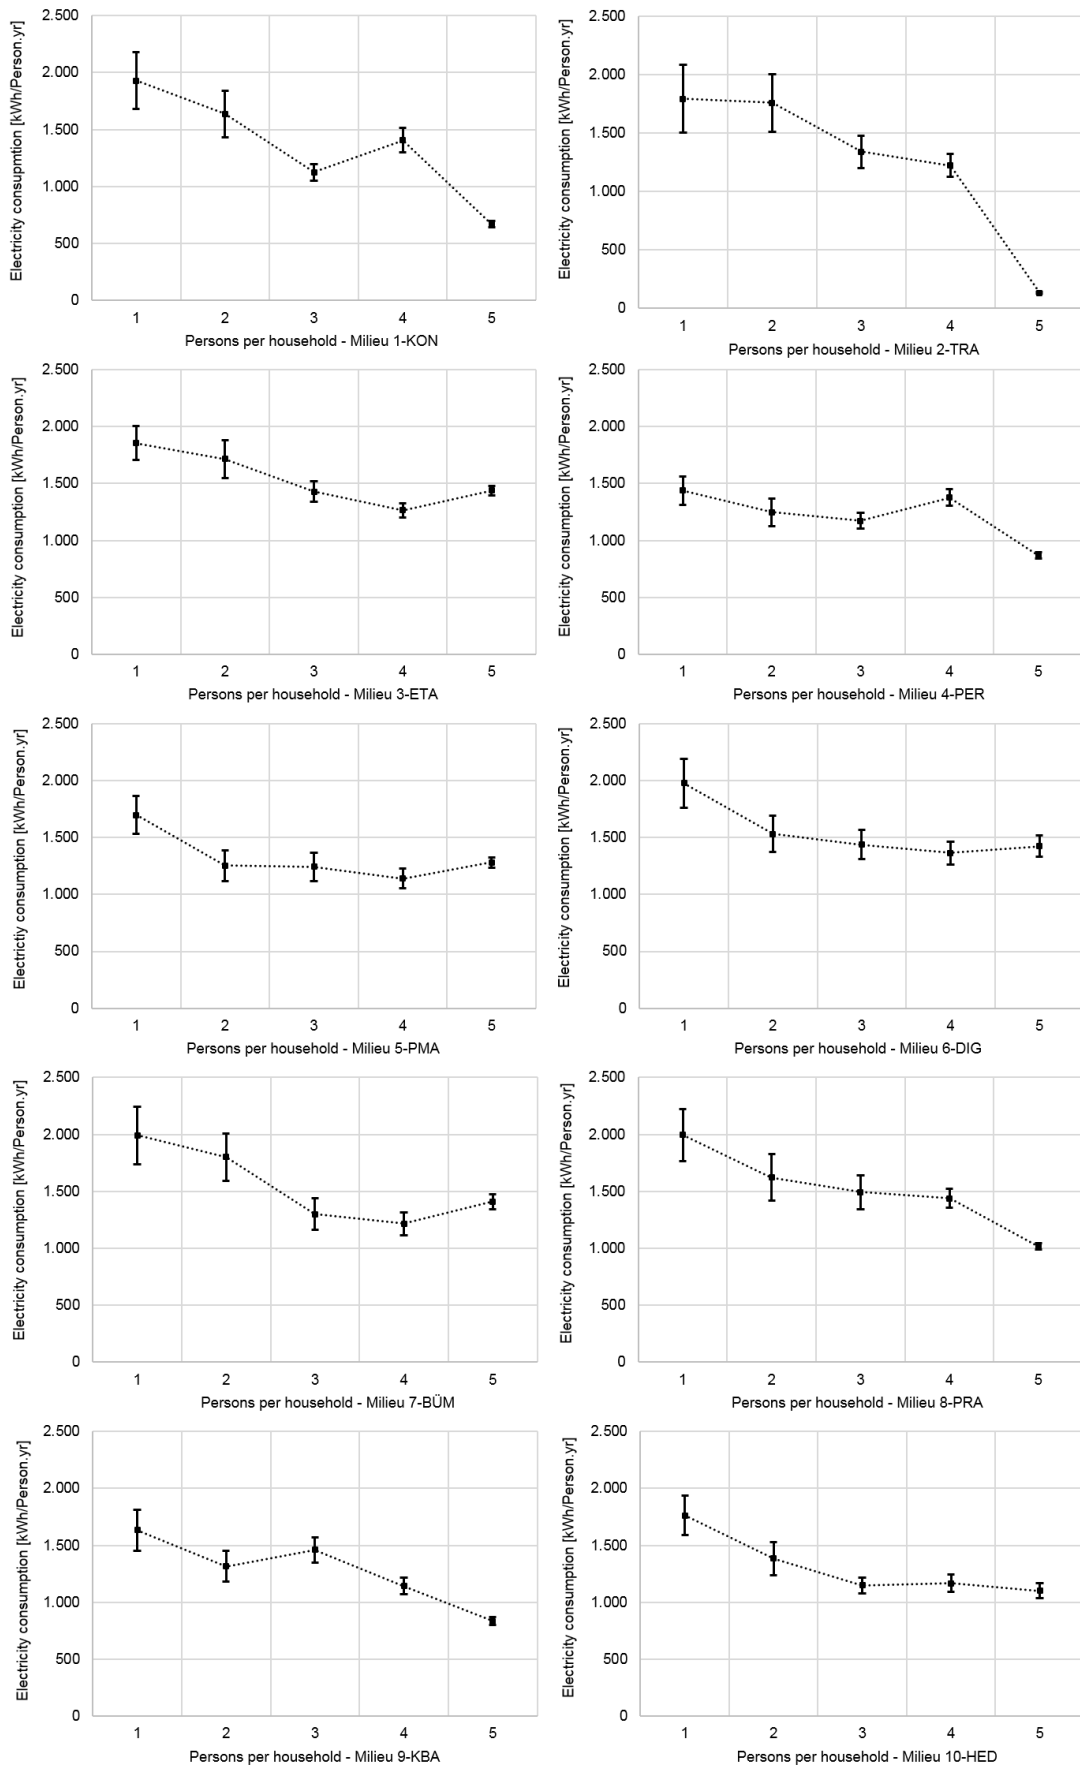 Electricity consupmtion [kWh/Person.yr]
2.500
2.000
1.500
1.000
500
0
1 2 3 4 5
Persons per household - Milieu 1-KON
Electricity consumption [kWh/Person.yr]
2.500
2.000
1.500
1.000
500
0
1 2 3 4 5
Persons per household - Milieu 2-TRA
Electricity consumption [kWh/Person.yr]
2.500
2.000
1.500
1.000
500
0
1 2 3 4 5
Persons per household - Milieu 3-ETA
Electricity consumption [kWh/Person.yr]
2.500
2.000
1.500
1.000
500
0
1 2 3 4 5
Persons per household - Milieu 4-PER
Electrictiy consumption [kWh/Person.yr]
2.500
2.000
1.500
1.000
500
0
1 2 3 4 5
Persons per household - Milieu 5-PMA
Electricity consumption [kWh/Person.yr]
2.500
2.000
1.500
1.000
500
0
1 2 3 4 5
Persons per household - Milieu 6-DIG
Electricity consumption [kWh/Person.yr]
2.500
2.000
1.500
1.000
500
0
1 2 3 4 5
Persons per household - Milieu 7-BÜM
Electricity consumption [kWh/Person.yr]
2.500
2.000
1.500
1.000
500
0
1 2 3 4 5
Persons per household - Milieu 8-PRA
Electricity consumption [kWh/Person.yr]
2.500
2.000
1.500
1.000
500
0
1 2 3 4 5
Persons per household - Milieu 9-KBA
Electricity consumption [kWh/Person.yr]
2.500
2.000
1.500
1.000
500
0
1 2 3 4 5
Persons per household - Milieu 10-HED